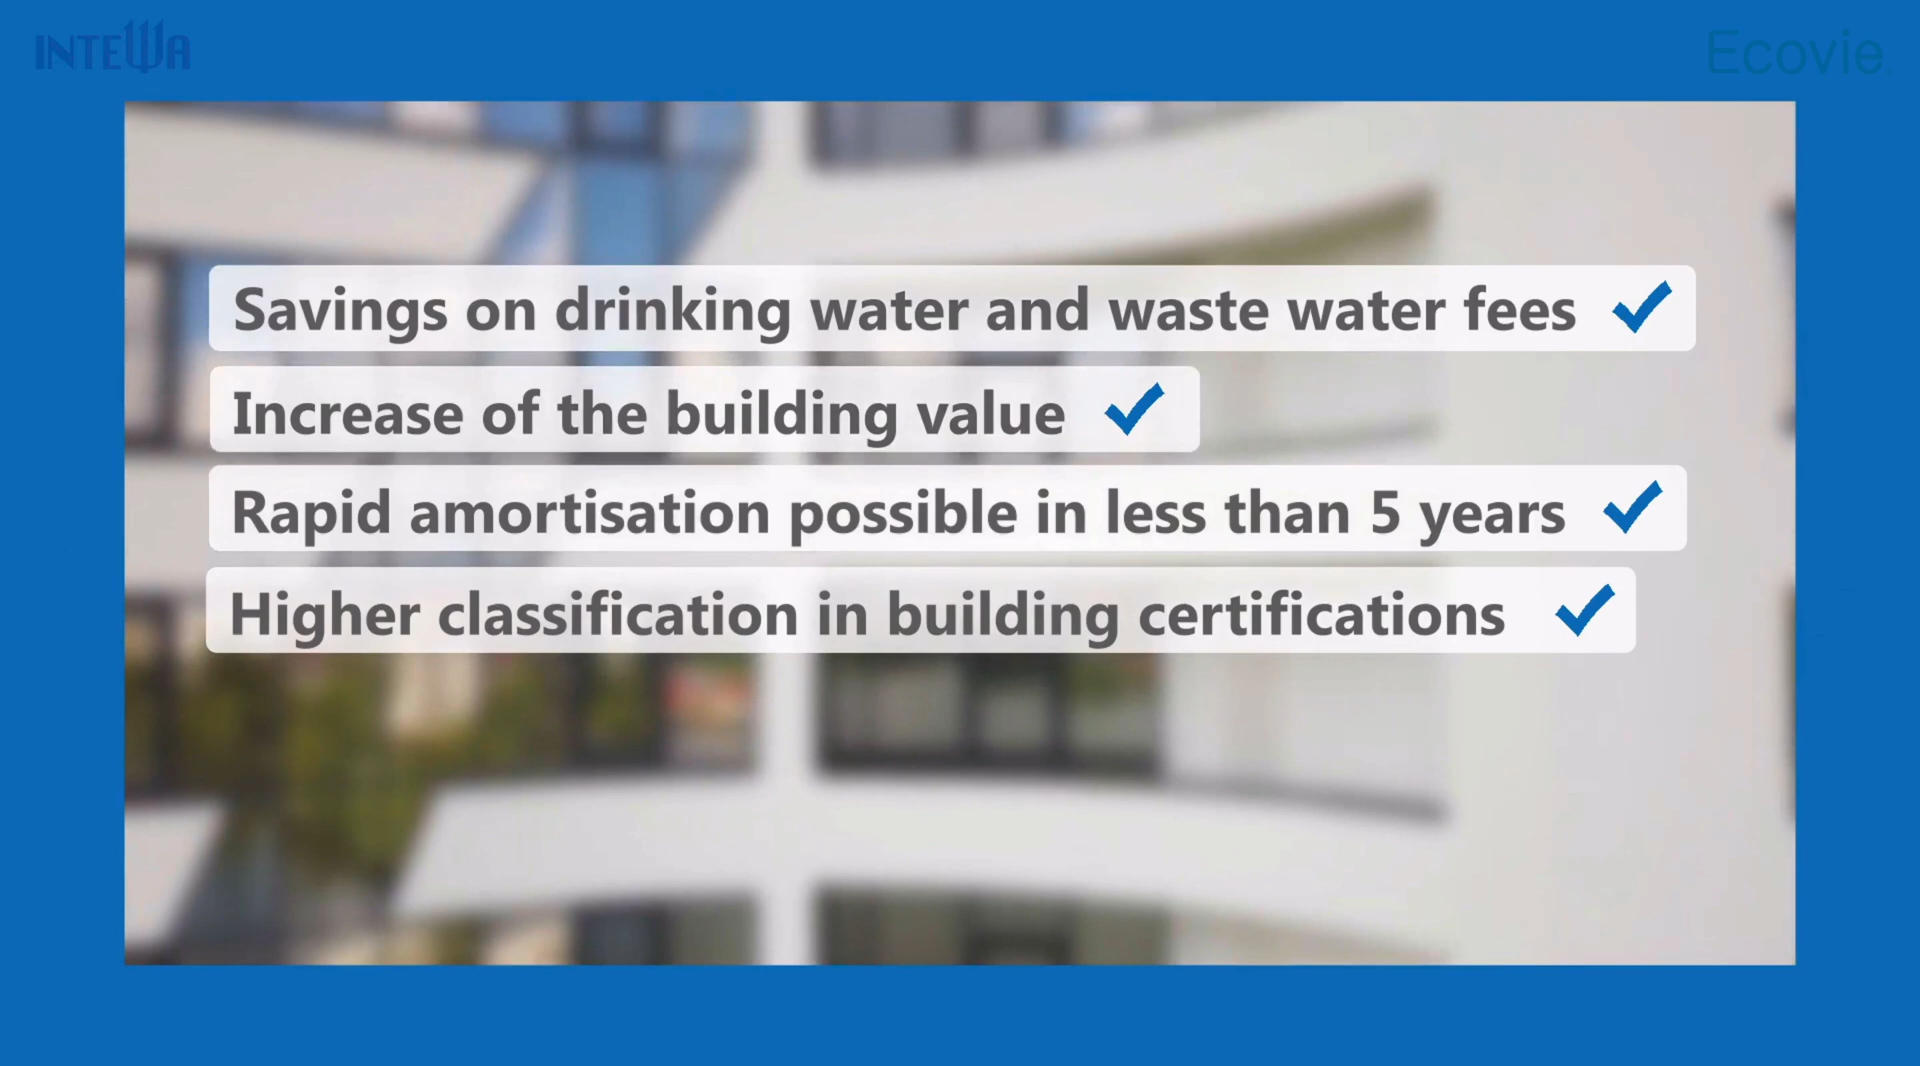 INTEWA
Ecovie
Savings on drinking water and waste water fees
Increase of the building value
Rapid amortisation possible in less than 5 years
Higher classification in building certifications